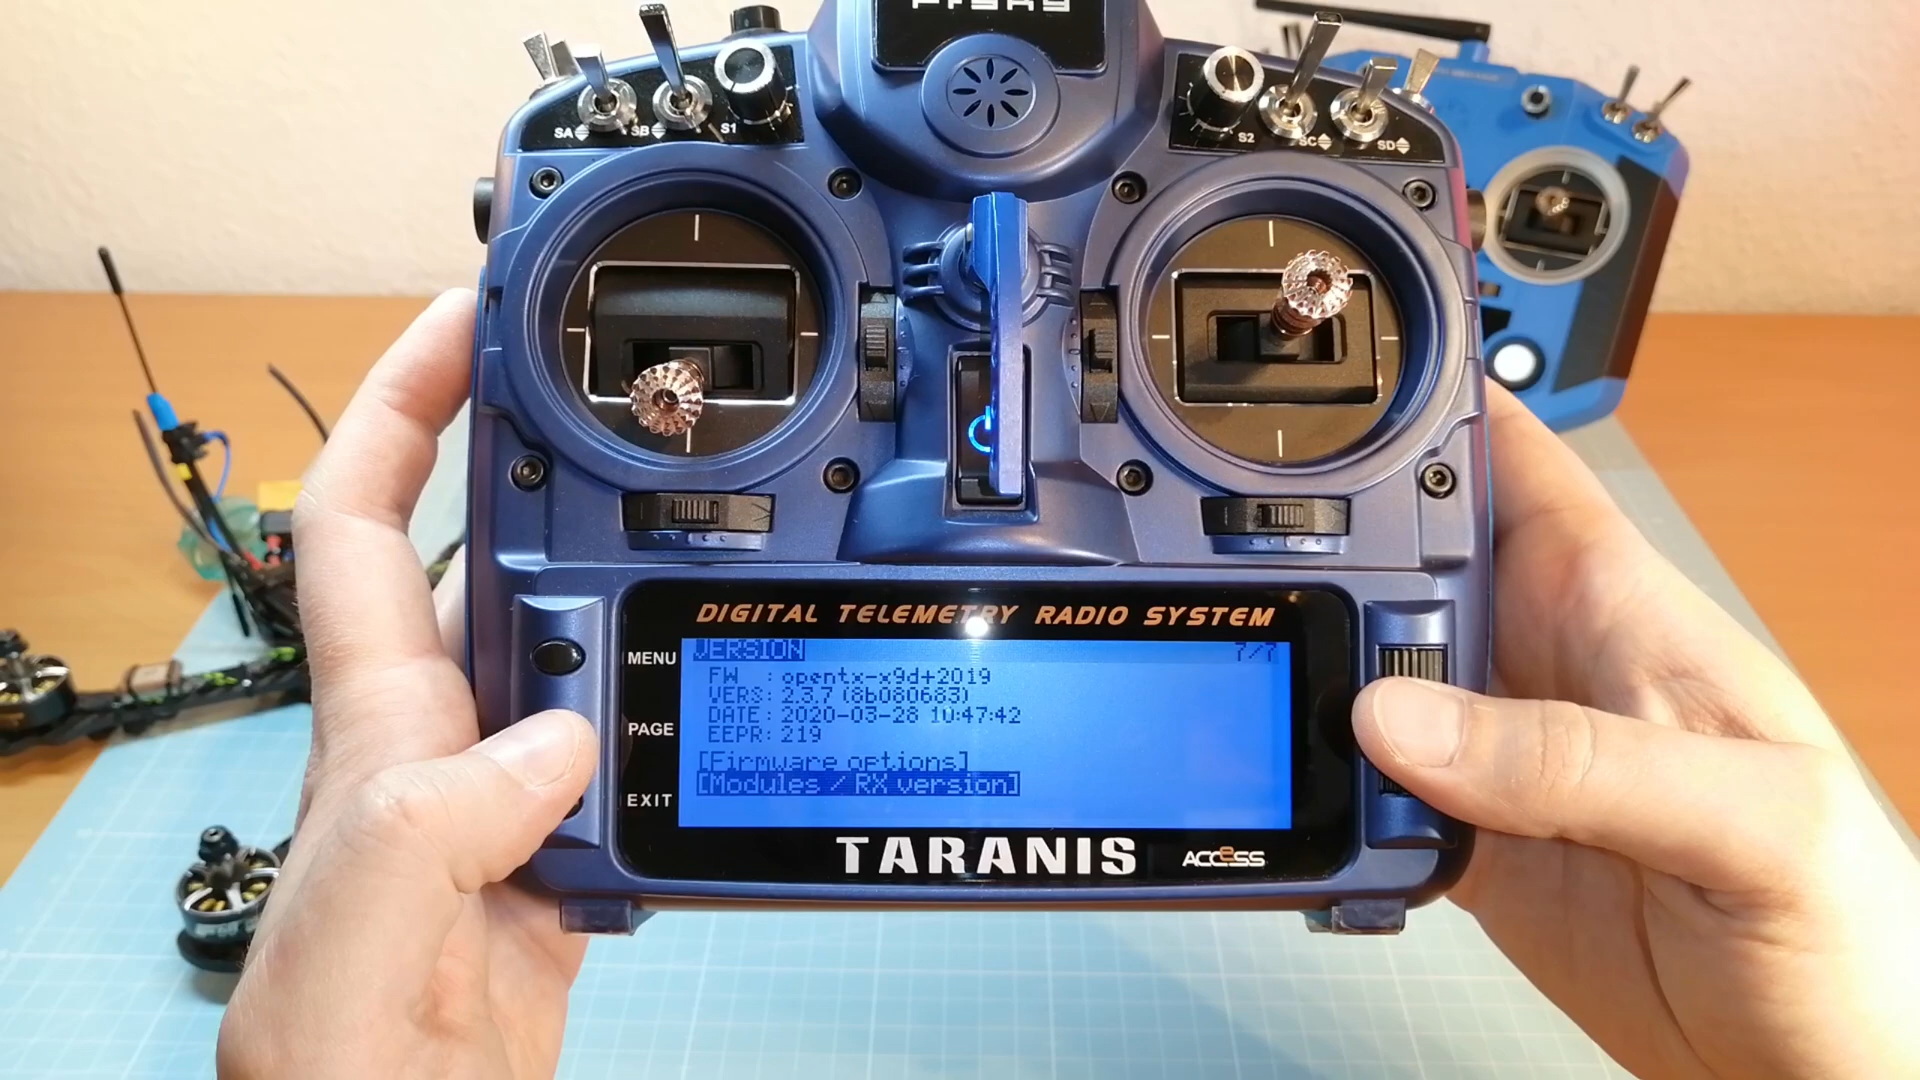 FrSky
SA SB S1
S2 SC SD
DIGITAL TELEMETRY RADIO SYSTEM
MENU
PAGE
EXIT
VERSION 7/7
FW : opentx-x9d+2019
VERS: 2.3.7 (8b080683)
DATE: 2020-03-28 10:47:42
EEPR: 219
[Firmware options]
[Modules / RX version]
TARANIS ACCESS